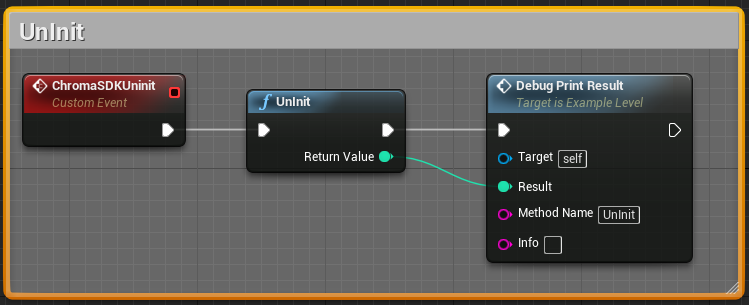 UnInit
ChromaSDKUninit
Custom Event
f UnInit
Return Value
Debug Print Result
Target is Example Level
Target self
Result
Method Name UnInit
Info